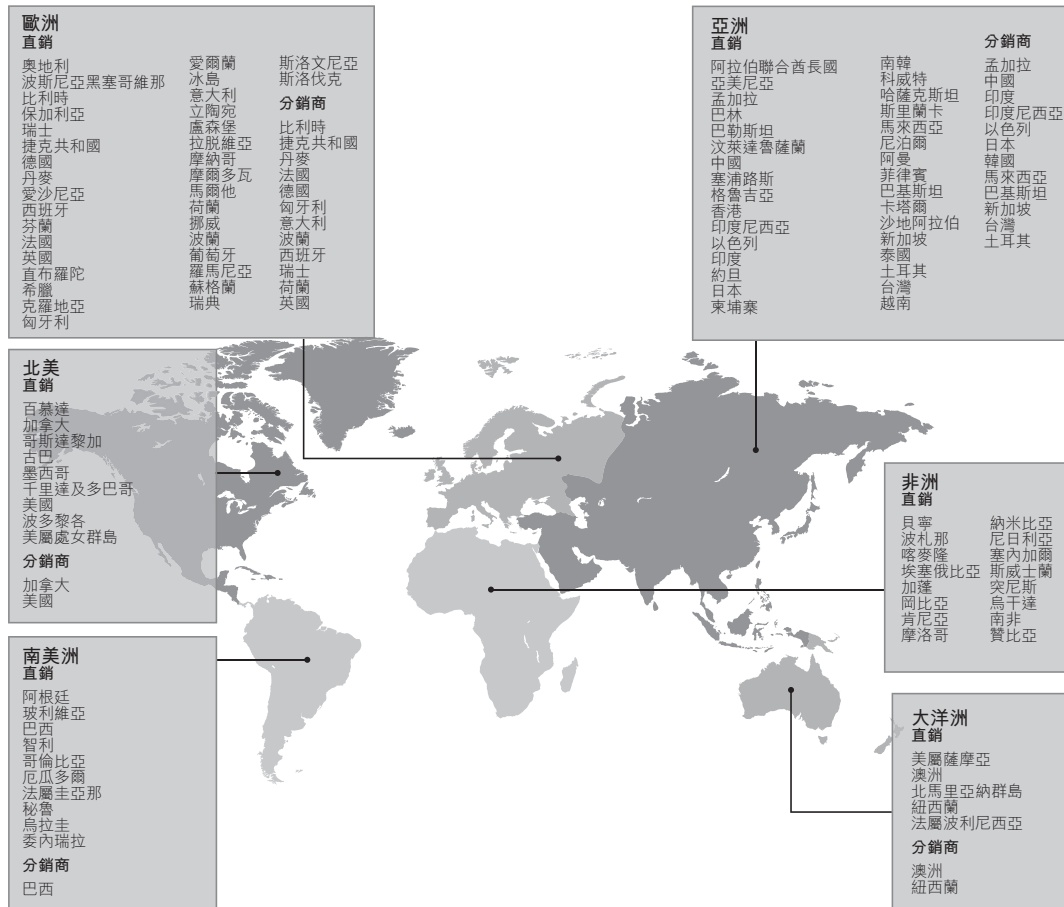 歐洲
直銷
奧地利
波斯尼亞黑塞哥維那
比利時
保加利亞
瑞士
捷克共和國
德國
丹麥
愛沙尼亞
西班牙
芬蘭
法國
英國
直布羅陀
希臘
克羅地亞
匈牙利
愛爾蘭
冰島
意大利
立陶宛
盧森堡
拉脫維亞
摩納哥
摩爾多瓦
馬爾他
荷蘭
挪威
波蘭
葡萄牙
羅馬尼亞
蘇格蘭
瑞典
斯洛文尼亞
斯洛伐克
分銷商
比利時
捷克共和國
丹麥
法國
德國
匈牙利
意大利
波蘭
西班牙
瑞士
荷蘭
英國
亞洲
直銷
阿拉伯聯合酋長國
亞美尼亞
孟加拉
巴林
巴勒斯坦
汶萊達魯薩蘭
中國
塞浦路斯
格魯吉亞
香港
印度尼西亞
以色列
印度
約旦
日本
柬埔寨
南韓
科威特
哈薩克斯坦
斯里蘭卡
馬來西亞
尼泊爾
阿曼
菲律賓
巴基斯坦
卡塔爾
沙地阿拉伯
新加坡
泰國
土耳其
台灣
越南
分銷商
孟加拉
中國
印度
印度尼西亞
以色列
日本
韓國
馬來西亞
巴基斯坦
新加坡
台灣
土耳其
北美
直銷
百慕達
加拿大
哥斯達黎加
古巴
墨西哥
千里達及多巴哥
美國
波多黎各
美屬處女群島
分銷商
加拿大
美國
非洲
直銷
貝寧
波札那
喀麥隆
埃塞俄比亞
加蓬
岡比亞
肯尼亞
摩洛哥
納米比亞
尼日利亞
塞內加爾
斯威士蘭
突尼斯
烏干達
南非
贊比亞
南美洲
直銷
阿根廷
玻利維亞
巴西
智利
哥倫比亞
厄瓜多爾
法屬圭亞那
秘魯
烏拉圭
委內瑞拉
分銷商
巴西
大洋洲
直銷
美屬薩摩亞
澳洲
北馬里亞納群島
紐西蘭
法屬波利尼西亞
分銷商
澳洲
紐西蘭